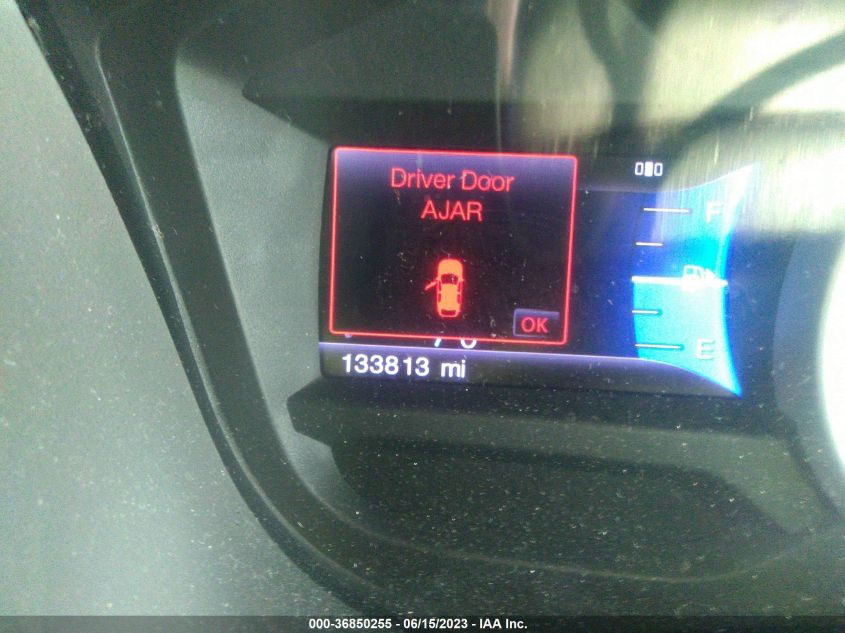 Driver Door
AJAR
OK
F
E
133813 mi
000-36850255 - 06/15/2023 - IAA Inc.